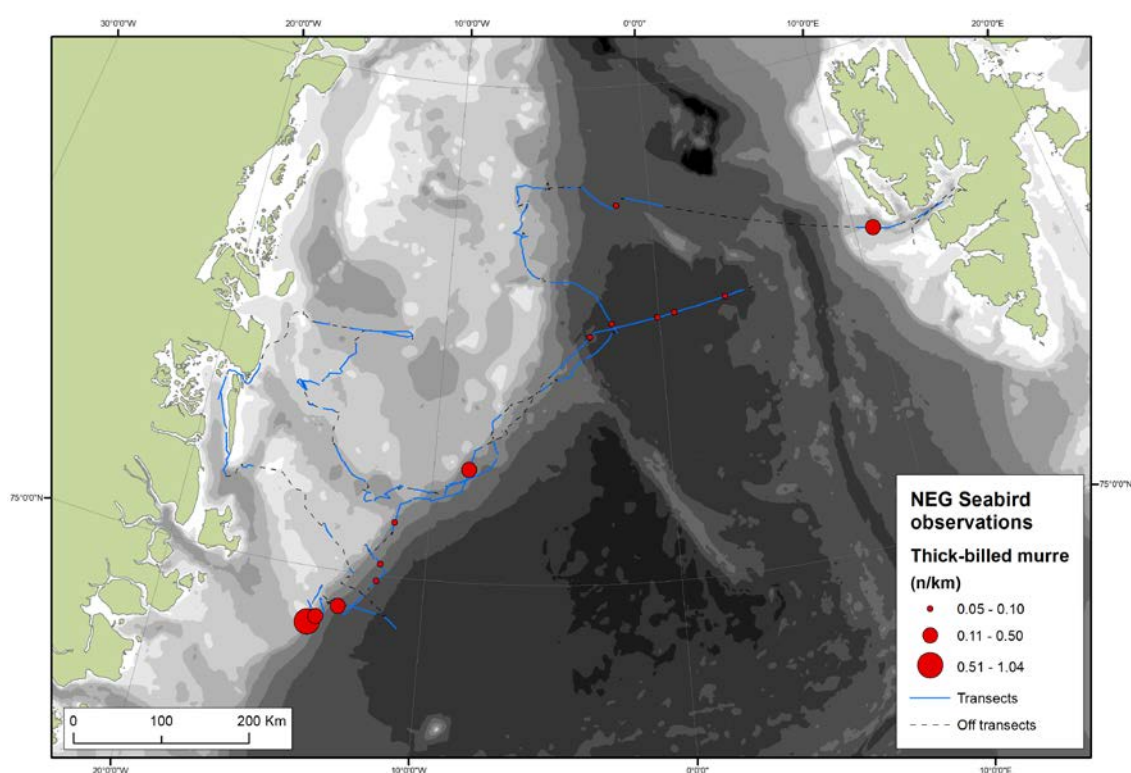 30°0'0"W 20°0'0"W 10°0'0"W 0°0'0"E 10°0'0"E 20°0'0"E
75°0'0"N 75°0'0"N
NEG Seabird
observations
Thick-billed murre
(n/km)
0.05 - 0.10
0.11 - 0.50
0.51 - 1.04
Transects
Off transects
0 100 200 Km
20°0'0"W 10°0'0"W 0°0'0"E 10°0'0"E